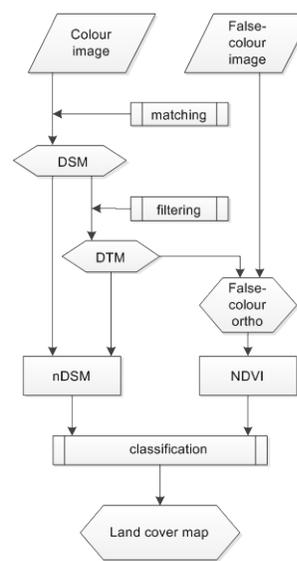 Colour
image
False-
colour
image
matching
DSM
filtering
DTM
False-
colour
ortho
nDSM
NDVI
classification
Land cover map